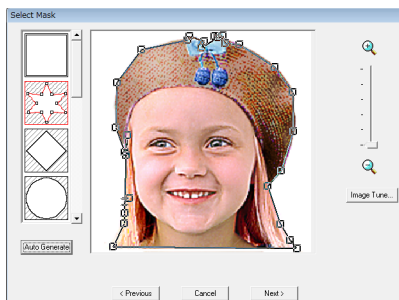 Select Mask
Image Tune...
Auto Generate
< Previous
Cancel
Next >